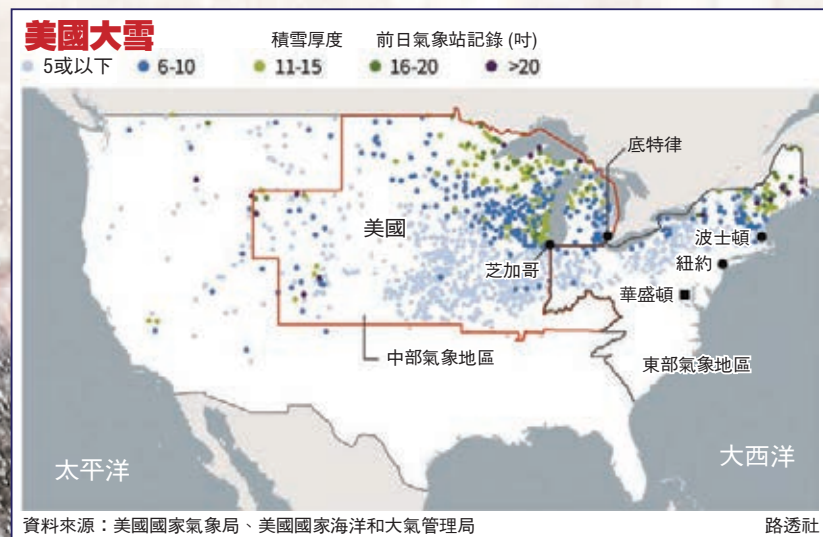 美國大雪
積雪厚度 前日氣象站記錄 (吋)
5或以下 6-10 11-15 16-20 >20
底特律
美國
波士頓
芝加哥
紐約
華盛頓
中部氣象地區
東部氣象地區
太平洋
大西洋
資料來源：美國國家氣象局、美國國家海洋和大氣管理局
路透社